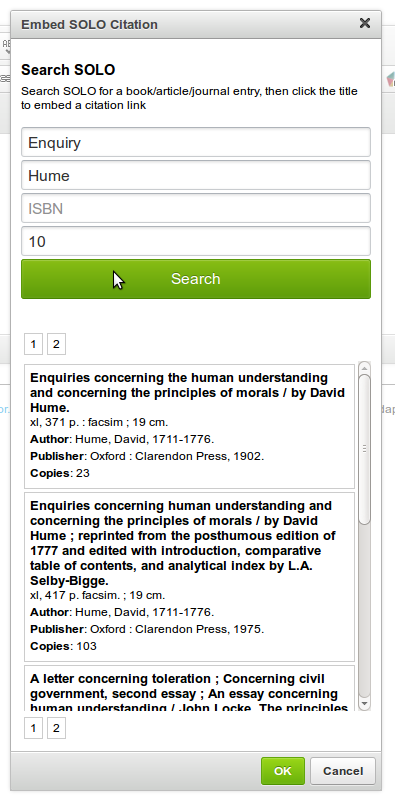 Embed SOLO Citation
Search SOLO
Search SOLO for a book/article/journal entry, then click the title
to embed a citation link
Enquiry
Hume
ISBN
10
Search
1 2
Enquiries concerning the human understanding
and concerning the principles of morals / by David
Hume.
xl, 371 p. : facsim ; 19 cm.
Author: Hume, David, 1711-1776.
Publisher: Oxford : Clarendon Press, 1902.
Copies: 23
Enquiries concerning human understanding and
concerning the principles of morals / by David
Hume ; reprinted from the posthumous edition of
1777 and edited with introduction, comparative
table of contents, and analytical index by L.A.
Selby-Bigge.
xl, 417 p. facsim. ; 19 cm.
Author: Hume, David, 1711-1776.
Publisher: Oxford : Clarendon Press, 1975.
Copies: 103
A letter concerning toleration ; Concerning civil
government, second essay ; An essay concerning
human understanding / John Locke. The principles
1 2
OK Cancel